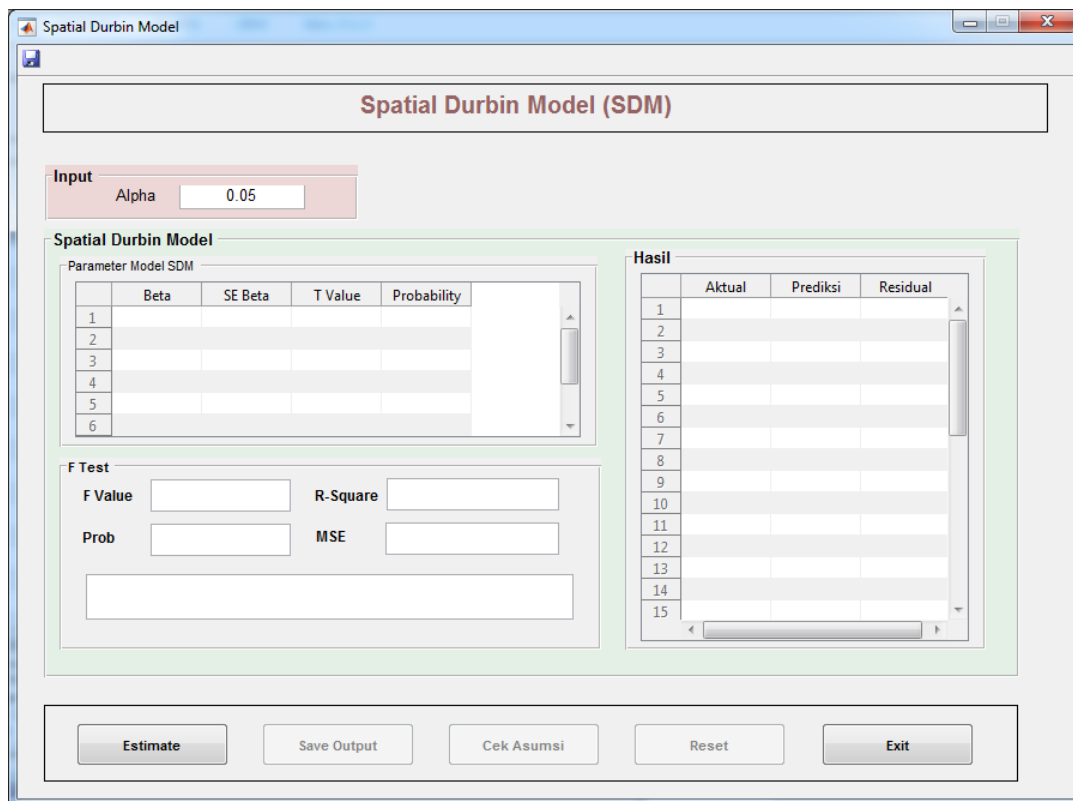 Spatial Durbin Model
Spatial Durbin Model (SDM)
Input
Alpha 0.05
Spatial Durbin Model
Parameter Model SDM
Beta SE Beta T Value Probability
1
2
3
4
5
6
F Test
F Value R-Square
Prob MSE
Hasil
Aktual Prediksi Residual
1
2
3
4
5
6
7
8
9
10
11
12
13
14
15
Estimate Save Output Cek Asumsi Reset Exit